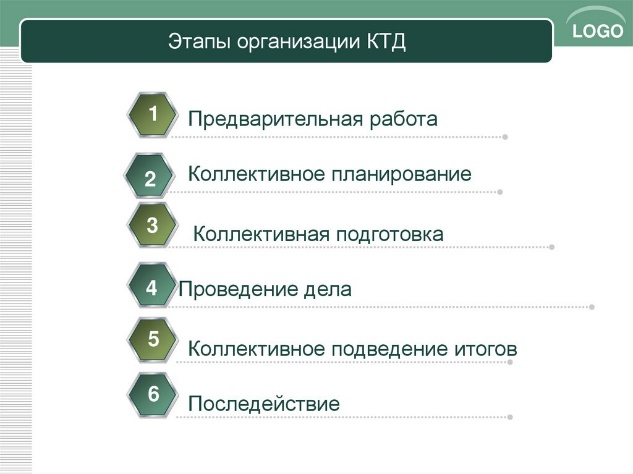 Этапы организации КТД
LOGO
1 Предварительная работа
2 Коллективное планирование
3 Коллективная подготовка
4 Проведение дела
5 Коллективное подведение итогов
6 Последействие